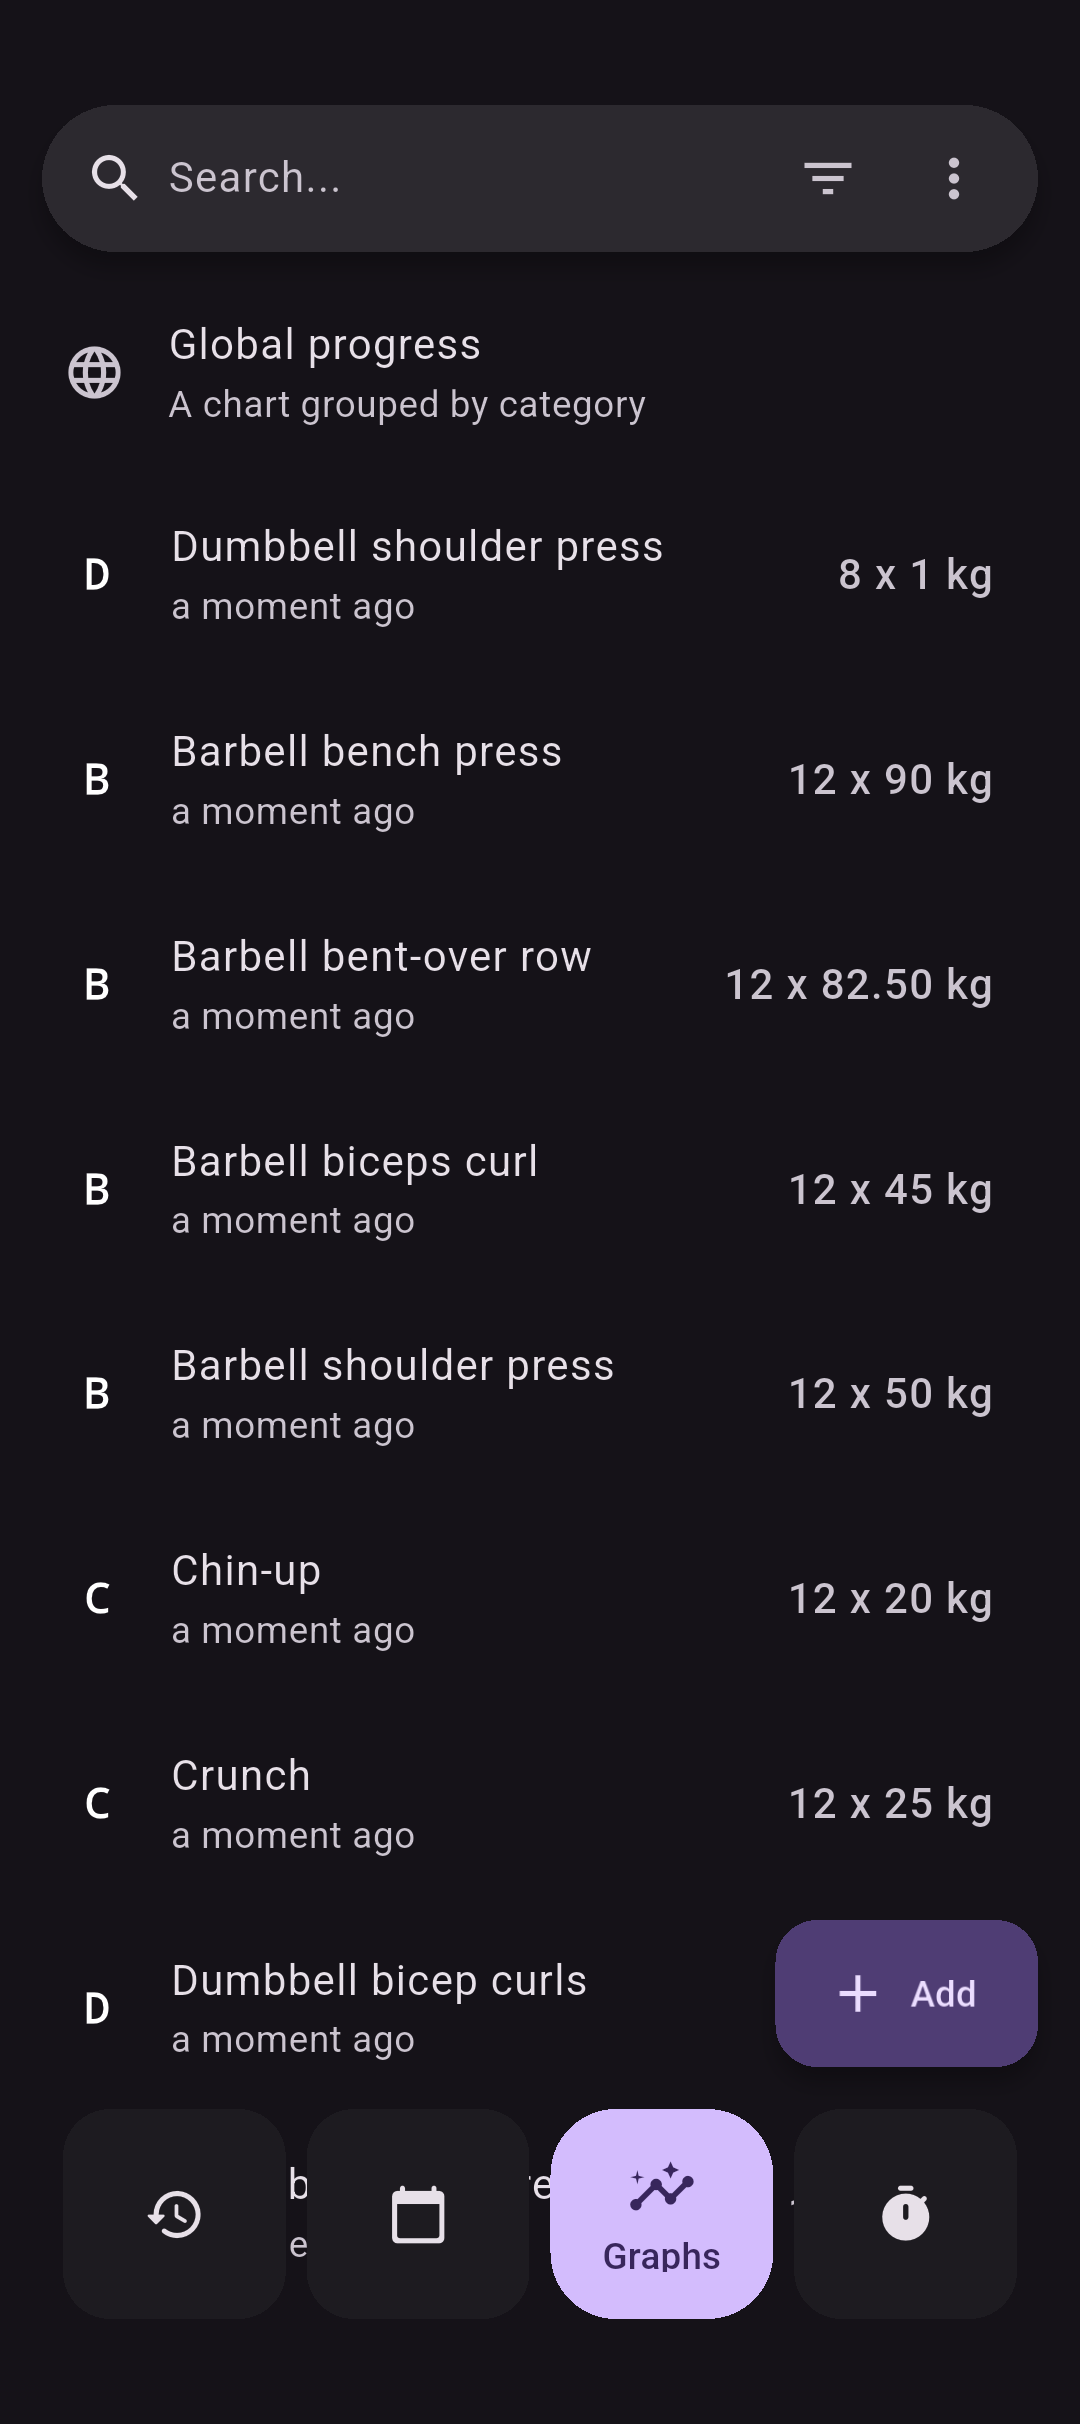 Search...
Global progress
A chart grouped by category
D
Dumbbell shoulder press
a moment ago
8 x 1 kg
B
Barbell bench press
a moment ago
12 x 90 kg
B
Barbell bent-over row
a moment ago
12 x 82.50 kg
B
Barbell biceps curl
a moment ago
12 x 45 kg
B
Barbell shoulder press
a moment ago
12 x 50 kg
C
Chin-up
a moment ago
12 x 20 kg
C
Crunch
a moment ago
12 x 25 kg
D
Dumbbell bicep curls
a moment ago
Add
Graphs